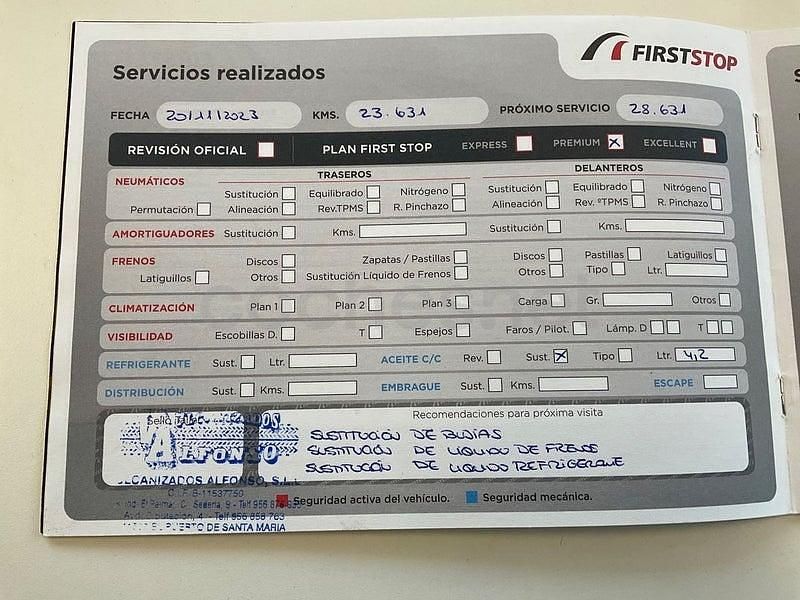 FIRSTSTOP
Servicios realizados
FECHA 20/11/2023 KMS. 23.631 PRÓXIMO SERVICIO 28.631
REVISIÓN OFICIAL PLAN FIRST STOP EXPRESS PREMIUM EXCELLENT
NEUMÁTICOS TRASEROS DELANTEROS
Sustitución Equilibrado Nitrógeno Sustitución Equilibrado Nitrógeno
Permutación Alineación Rev.TPMS R. Pinchazo Alineación Rev. ºTPMS R. Pinchazo
AMORTIGUADORES Sustitución Kms. Sustitución Kms.
FRENOS Discos Zapatas / Pastillas Discos Pastillas Latiguillos
Latiguillos Otros Sustitución Líquido de Frenos Otros Tipo Ltr.
CLIMATIZACIÓN Plan 1 Plan 2 Plan 3 Carga Gr. Otros
VISIBILIDAD Escobillas D. T Espejos Faros / Pilot. Lámp. D T
REFRIGERANTE Sust. Ltr. ACEITE C/C Rev. Sust. Tipo Ltr. 4,2
DISTRIBUCIÓN Sust. Kms. EMBRAGUE Sust. Kms. ESCAPE
Sello Recomendaciones para próxima visita
ALFONSO
SUSTITUCIÓN DE BUJÍAS
SUSTITUCIÓN DE LÍQUIDO DE FRENOS
SUSTITUCIÓN DE LIQUIDO REFRIGERANTE
MECANIZADOS ALFONSO, S.L.
Seguridad activa del vehículo. Seguridad mecánica.
EL PUERTO DE SANTA MARIA